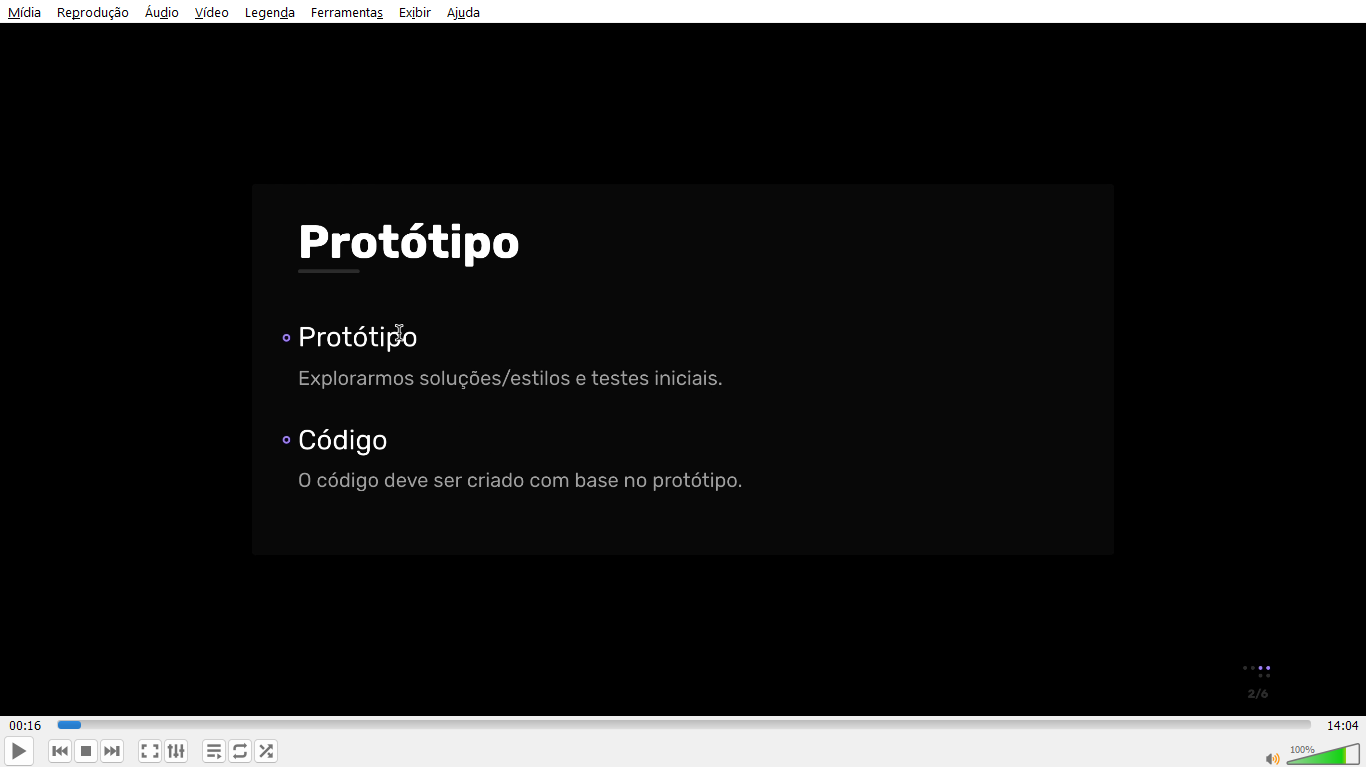 Mídia Reprodução Áudio Vídeo Legenda Ferramentas Exibir Ajuda
Protótipo
Protótipo
Explorarmos soluções/estilos e testes iniciais.
Código
O código deve ser criado com base no protótipo.
2/6
00:16 14:04
100%